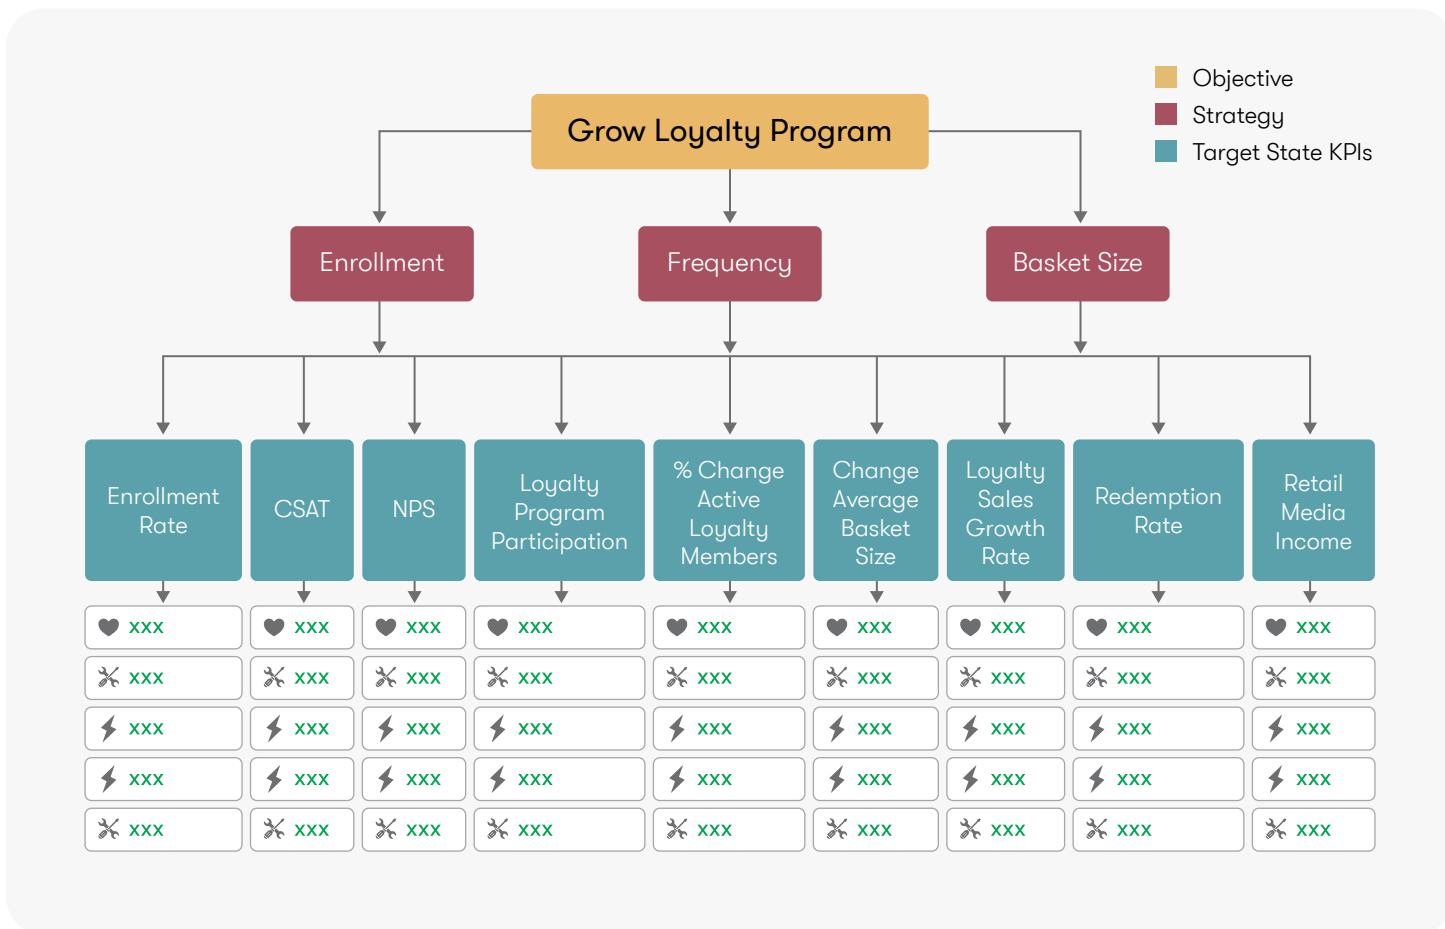 Objective
Strategy
Target State KPIs
Grow Loyalty Program
Enrollment
Frequency
Basket Size
Enrollment
Rate
CSAT
NPS
Loyalty
Program
Participation
% Change
Active
Loyalty
Members
Change
Average
Basket
Size
Loyalty
Sales
Growth
Rate
Redemption
Rate
Retail
Media
Income
xxx xxx xxx xxx xxx xxx xxx xxx xxx
xxx xxx xxx xxx xxx xxx xxx xxx xxx
xxx xxx xxx xxx xxx xxx xxx xxx xxx
xxx xxx xxx xxx xxx xxx xxx xxx xxx
xxx xxx xxx xxx xxx xxx xxx xxx xxx